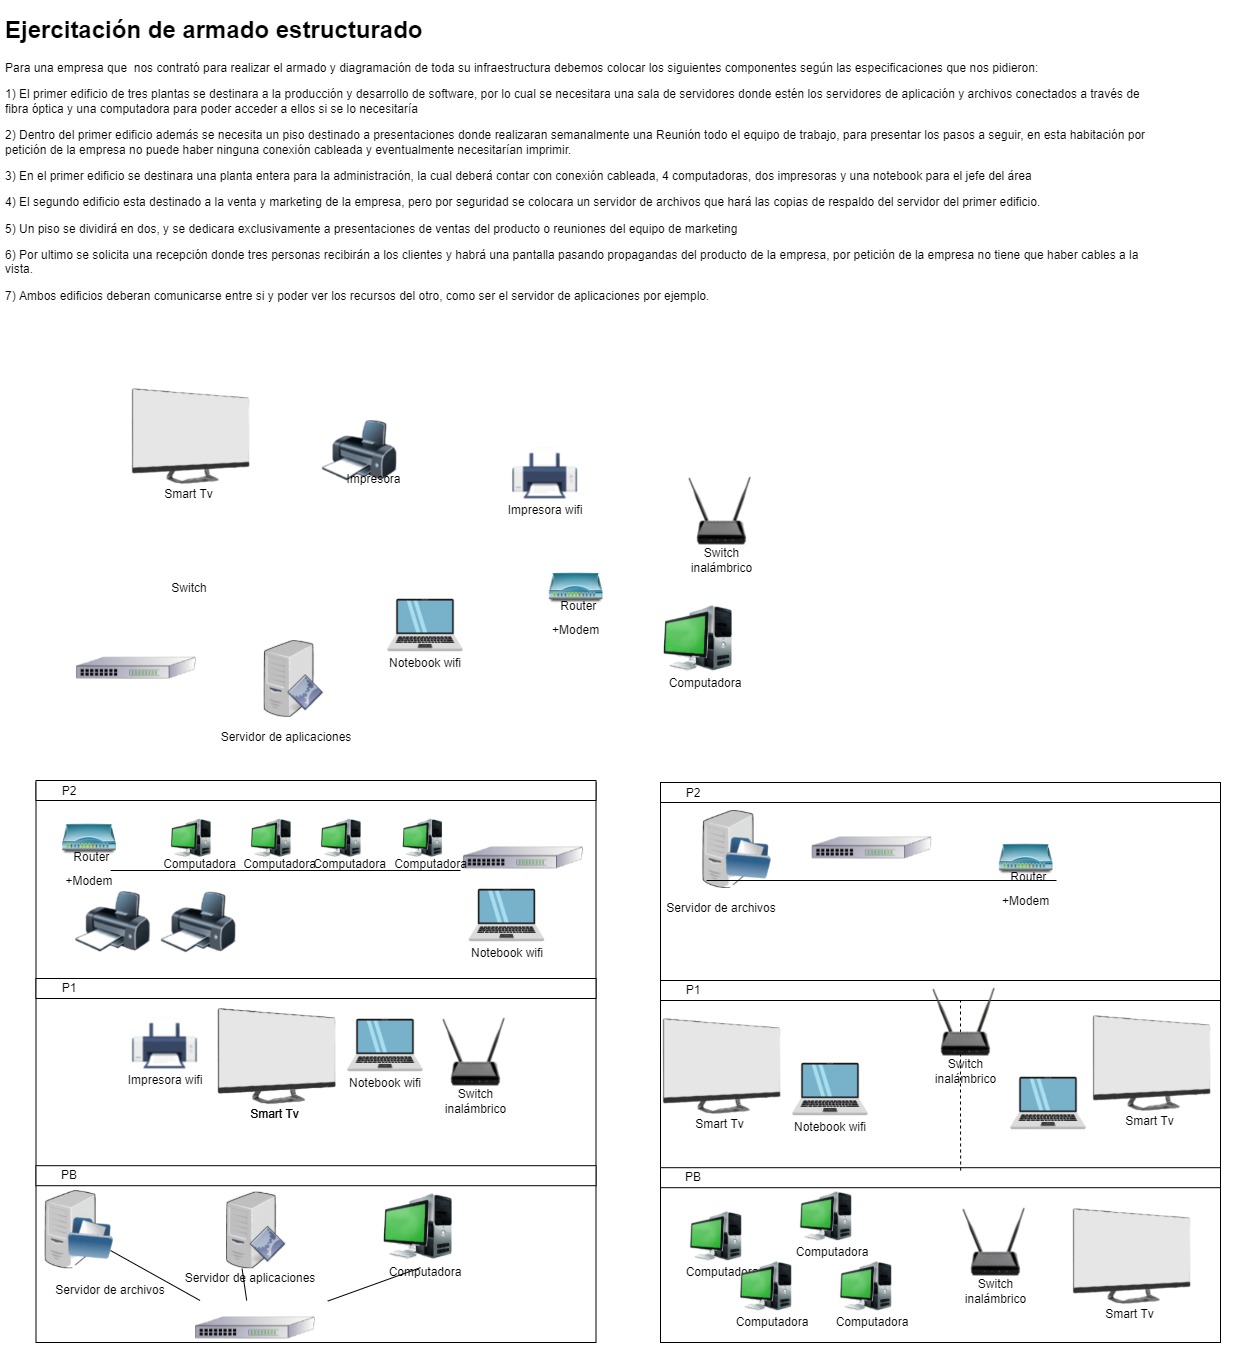 Ejercitación de armado estructurado
Para una empresa que  nos contrató para realizar el armado y diagramación de toda su infraestructura debemos colocar los siguientes componentes según las especificaciones que nos pidieron:
1) El primer edificio de tres plantas se destinara a la producción y desarrollo de software, por lo cual se necesitara una sala de servidores donde estén los servidores de aplicación y archivos conectados a través de
fibra óptica y una computadora para poder acceder a ellos si se lo necesitaría
2) Dentro del primer edificio además se necesita un piso destinado a presentaciones donde realizaran semanalmente una Reunión todo el equipo de trabajo, para presentar los pasos a seguir, en esta habitación por
petición de la empresa no puede haber ninguna conexión cableada y eventualmente necesitarían imprimir.
3) En el primer edificio se destinara una planta entera para la administración, la cual deberá contar con conexión cableada, 4 computadoras, dos impresoras y una notebook para el jefe del área
4) El segundo edificio esta destinado a la venta y marketing de la empresa, pero por seguridad se colocara un servidor de archivos que hará las copias de respaldo del servidor del primer edificio.
5) Un piso se dividirá en dos, y se dedicara exclusivamente a presentaciones de ventas del producto o reuniones del equipo de marketing
6) Por ultimo se solicita una recepción donde tres personas recibirán a los clientes y habrá una pantalla pasando propagandas del producto de la empresa, por petición de la empresa no tiene que haber cables a la
vista.
7) Ambos edificios deberan comunicarse entre si y poder ver los recursos del otro, como ser el servidor de aplicaciones por ejemplo.
Smart Tv
Impresora
Impresora wifi
Switch
inalámbrico
Switch
Router
+Modem
Notebook wifi
Computadora
Servidor de aplicaciones
P2
Router
+Modem
Computadora
Computadora
Computadora
Computadora
Notebook wifi
P1
Impresora wifi
Smart Tv
Notebook wifi
Switch
inalámbrico
PB
Servidor de archivos
Servidor de aplicaciones
Computadora
P2
Servidor de archivos
Router
+Modem
P1
Smart Tv
Notebook wifi
Switch
inalámbrico
Smart Tv
PB
Computadora
Computadora
Computadora
Computadora
Switch
inalámbrico
Smart Tv